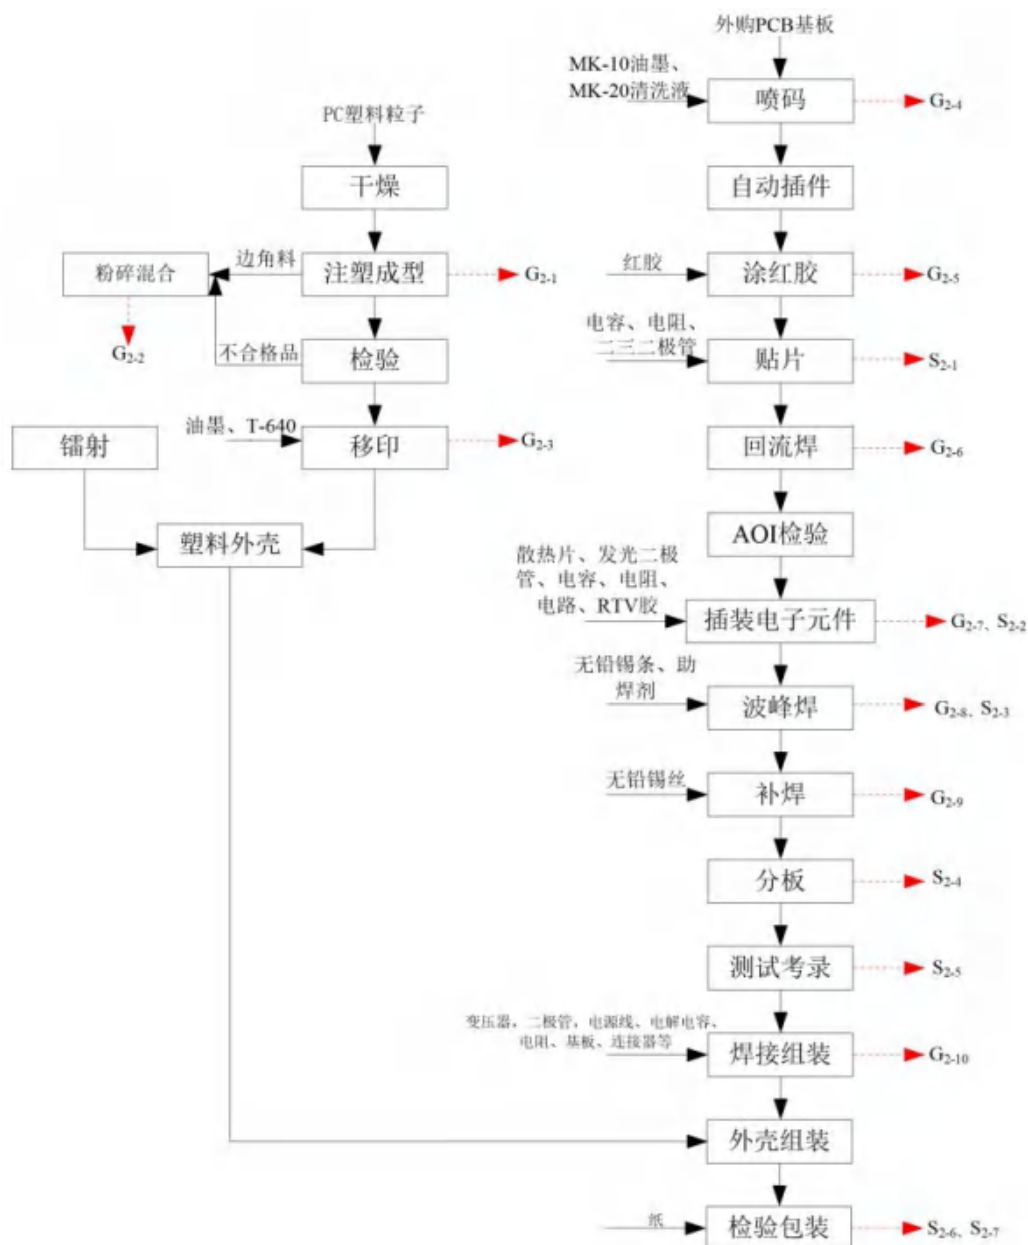 外购PCB基板
MK-10油墨、
MK-20清洗液
喷码
G2-4
PC塑料粒子
干燥
自动插件
粉碎混合
边角料
注塑成型
G2-1
红胶
涂红胶
G2-5
G2-2
不合格品
检验
电容、电阻、
二三二极管
贴片
S2-1
镭射
油墨、T-640
移印
G2-3
回流焊
G2-6
塑料外壳
AOI检验
散热片、发光二极
管、电容、电阻、
电路、RTV胶
插装电子元件
G2-7、S2-2
无铅锡条、助
焊剂
波峰焊
G2-8、S2-3
无铅锡丝
补焊
G2-9
分板
S2-4
测试考录
S2-5
变压器，二极管，电源线、电解电容、
电阻、基板、连接器等
焊接组装
G2-10
外壳组装
纸
检验包装
S2-6、S2-7